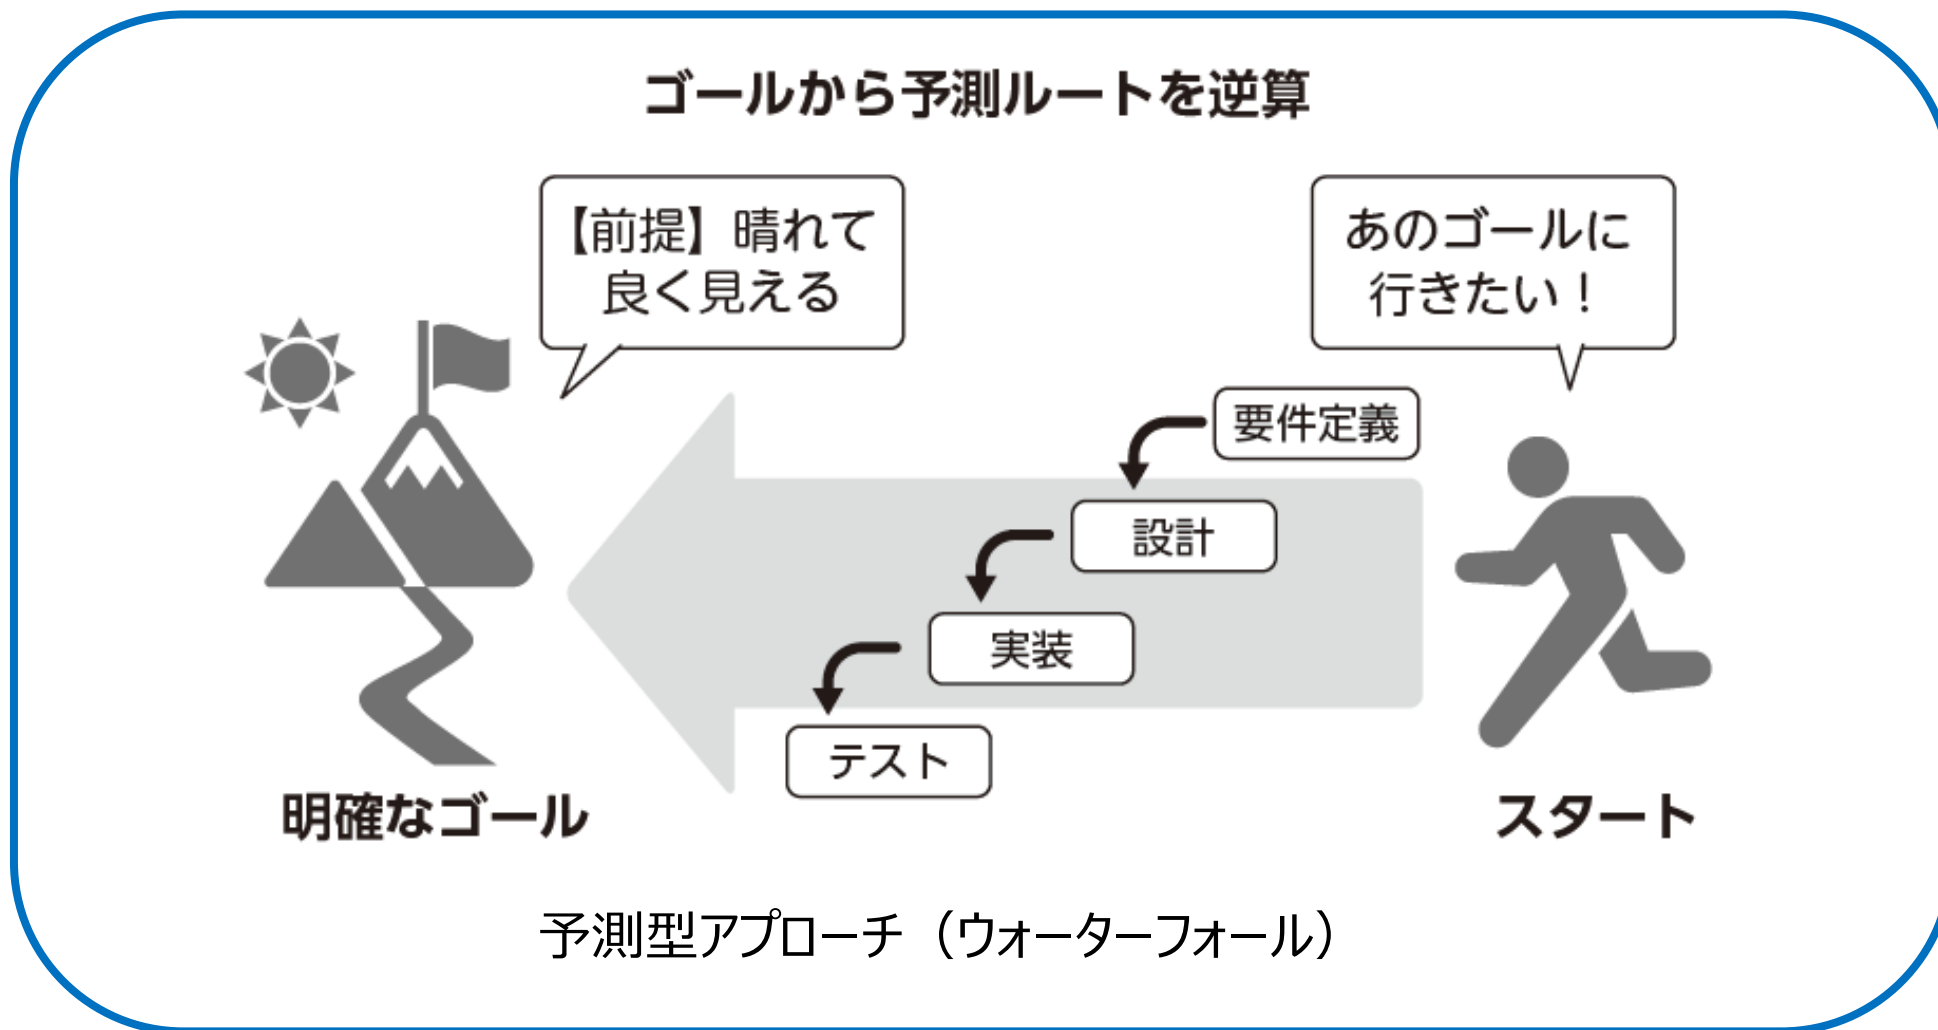 ゴールから予測ルートを逆算
【前提】晴れて
良く見える
あのゴールに
行きたい！
要件定義
設計
実装
テスト
明確なゴール
スタート
予測型アプローチ（ウォーターフォール）